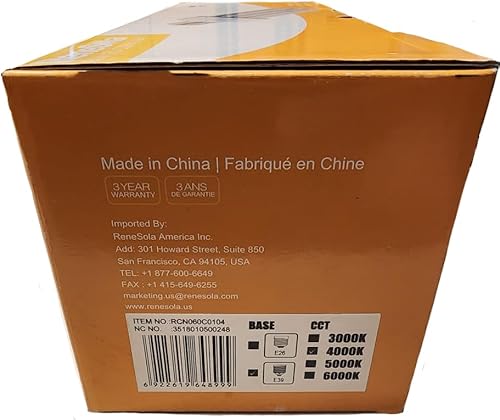 Made in China | Fabriqué en Chine
3 YEAR
WARRANTY
3 ANS
DE GARANTIE
Imported By:
ReneSola America Inc.
Add: 301 Howard Street, Suite 850
San Francisco, CA 94105, USA
TEL: +1 877-600-6649
FAX : +1 415-649-6255
marketing.us@renesola.com
www.renesola.us
ITEM NO :RCN060C0104
NC NO. :3518010500248
6 922619 648999
BASE
E26
E39
CCT
3000K
4000K
5000K
6000K